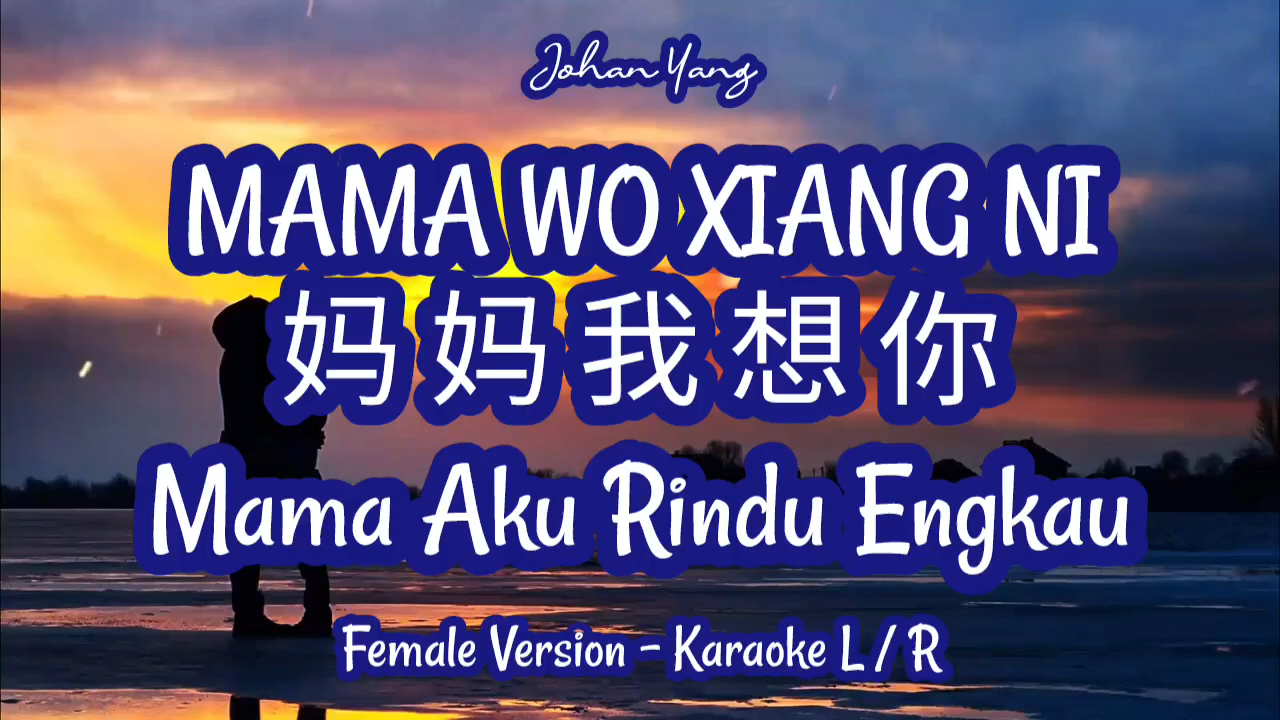 Johan Yang
MAMA WO XIANG NI
妈妈我想你
Mama Aku Rindu Engkau
Female Version - Karaoke L / R